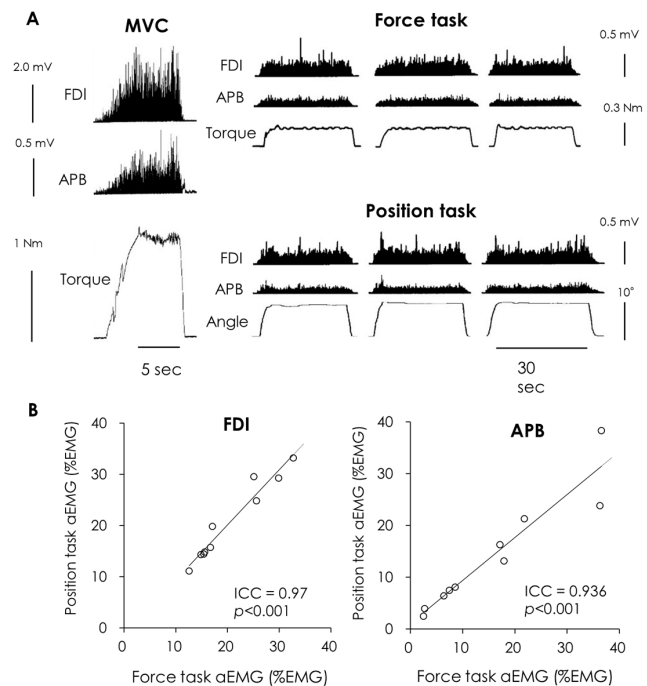 A
MVC
Force task
2.0 mV
FDI
0.5 mV
APB
1 Nm
Torque
5 sec
FDI
0.5 mV
APB
0.3 Nm
Torque
Position task
FDI
0.5 mV
APB
10°
Angle
30
sec
B
FDI
Position task aEMG (%EMG)
40
30
20
10
0
0 10 20 30 40
ICC = 0.97
p<0.001
Force task aEMG (%EMG)
APB
Position task aEMG (%EMG)
40
30
20
10
0
0 10 20 30 40
ICC = 0.936
p<0.001
Force task aEMG (%EMG)